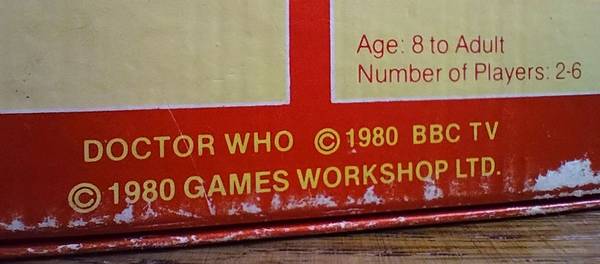 Age: 8 to Adult
Number of Players: 2-6
DOCTOR WHO © 1980 BBC TV
© 1980 GAMES WORKSHOP LTD.